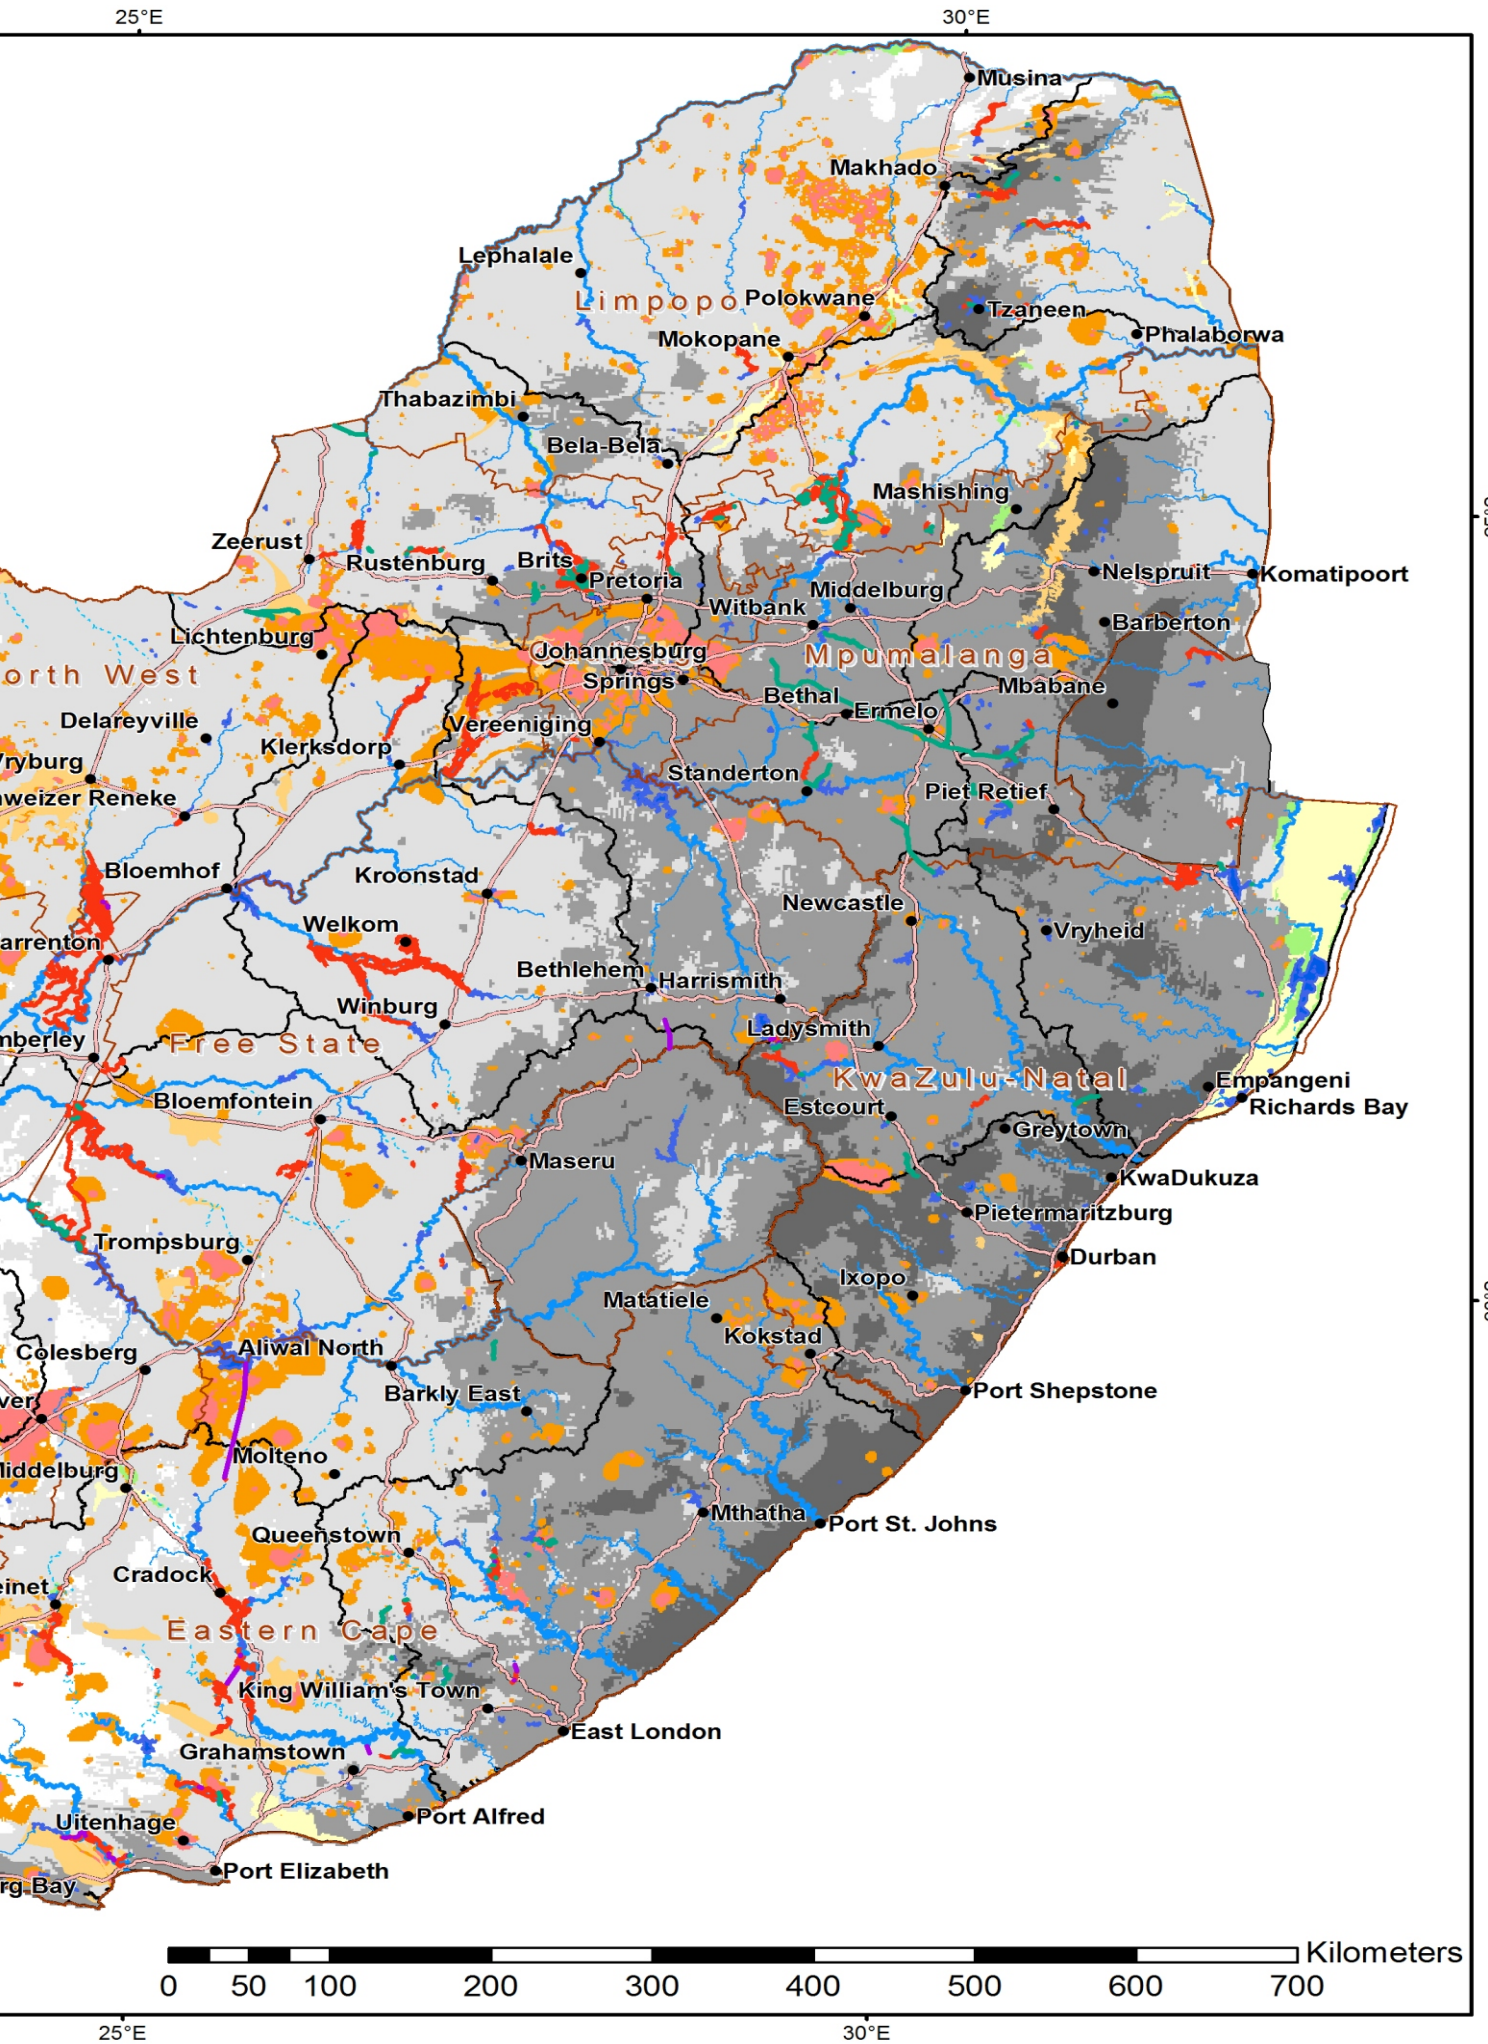 25°E
30°E
Musina
Makhado
Lephalale
Limpopo
Polokwane
Tzaneen
Mokopane
Phalaborwa
Thabazimbi
Bela-Bela
Mashishing
Zeerust
Rustenburg
Brits
Pretoria
Nelspruit
Komatipoort
Middelburg
Witbank
Barberton
Lichtenburg
Johannesburg
Mpumalanga
orth West
Springs
Mbabane
Bethal
Ermelo
Delareyville
Vereeniging
Klerksdorp
Vryburg
Standerton
Piet Retief
weizer Reneke
Bloemhof
Kroonstad
Newcastle
Welkom
Vryheid
arrenton
Bethlehem
Harrismith
Winburg
Ladysmith
mberley
Free State
KwaZulu-Natal
Empangeni
Bloemfontein
Estcourt
Richards Bay
Greytown
Maseru
KwaDukuza
Pietermaritzburg
Trompsburg
Durban
Ixopo
Matatiele
Kokstad
Aliwal North
Colesberg
Barkly East
Port Shepstone
ver
Molteno
Middelburg
Mthatha
Port St. Johns
Queenstown
Cradock
einet
Eastern Cape
King William's Town
East London
Grahamstown
Port Alfred
Uitenhage
Port Elizabeth
rg Bay
Kilometers
0 50 100 200 300 400 500 600 700
25°E
30°E